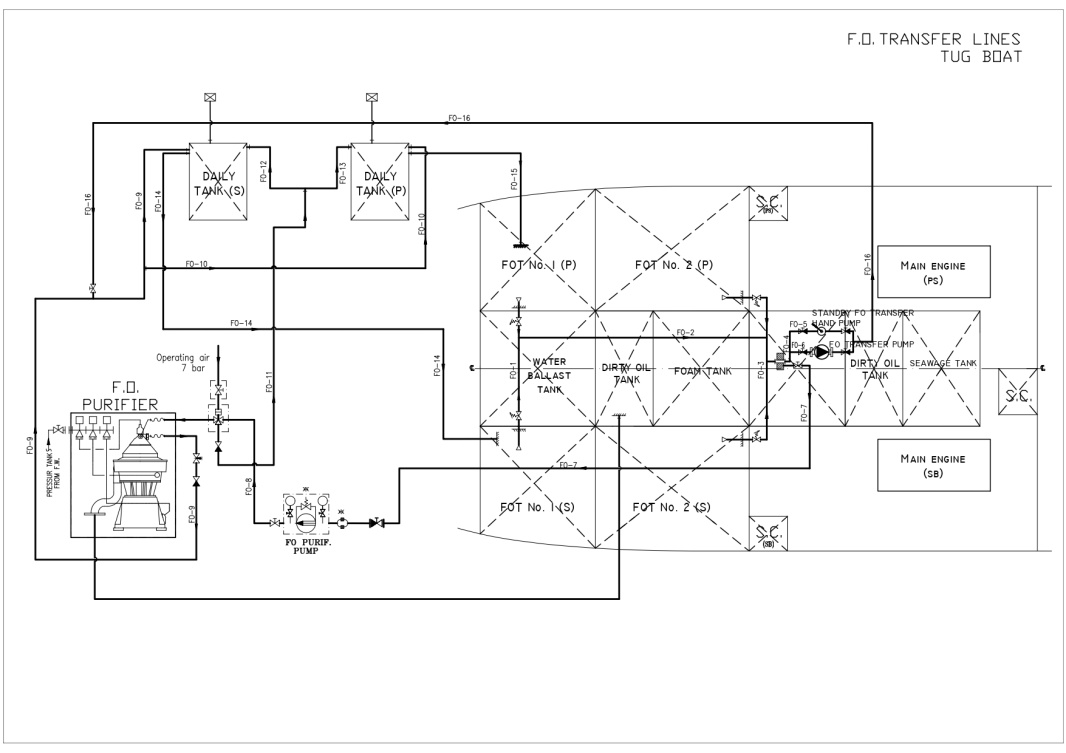 F.O. TRANSFER LINES
TUG BOAT
FO-16
DAILY
TANK (S)
DAILY
TANK (P)
FO-12
FO-13
FO-15
FO-16
FO-9
FO-14
FO-10
FO-10
S.C.
(PS)
FOT No. 1 (P)
FOT No. 2 (P)
FO-16
MAIN ENGINE
(PS)
STANDBY FO TRANSFER
HAND PUMP
FO-5
FO-14
FO-2
FO-4
FO-6
FO TRANSFER PUMP
Operating air
7 bar
FO-11
FO-14
FO-1
WATER
BALLAST
TANK
DIRTY OIL
TANK
FOAM TANK
FO-3
DIRTY OIL
TANK
SEAWAGE TANK
F.O.
PURIFIER
FO-7
S.C.
FO-9
PRESSUR TANKS
FROM F.W.
FO-8
FO-7
MAIN ENGINE
(SB)
FO-9
FOT No. 1 (S)
FOT No. 2 (S)
S.C.
(SB)
FO PURIF.
PUMP